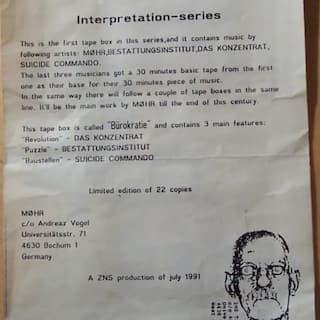 Interpretation-series
This is the first tape box in this series,and it contains music by
following artists: MØHR,BESTATTUNGSINSTITUT,DAS KONZENTRAT,
SUICIDE COMMANDO.
The last three musicians got a 30 minutes basic tape from the first
one as their base for their 30 minutes piece of music.
In the same way there will follow a couple of tape boxes in the same
line. It'll be the main work by MØHR till the end of this century
This tape box is called "Bürokratie" and contains 3 main features:
"Revolution" - DAS KONZENTRAT
"Puzzle" - BESTATTUNGSINSTITUT
"Baustellen" - SUICIDE COMMANDO
Limited edition of 22 copies
MØHR
c/o Andreaz Vogel
Universitätsstr. 71
4630 Bochum 1
Germany
A ZNS production of july 1991